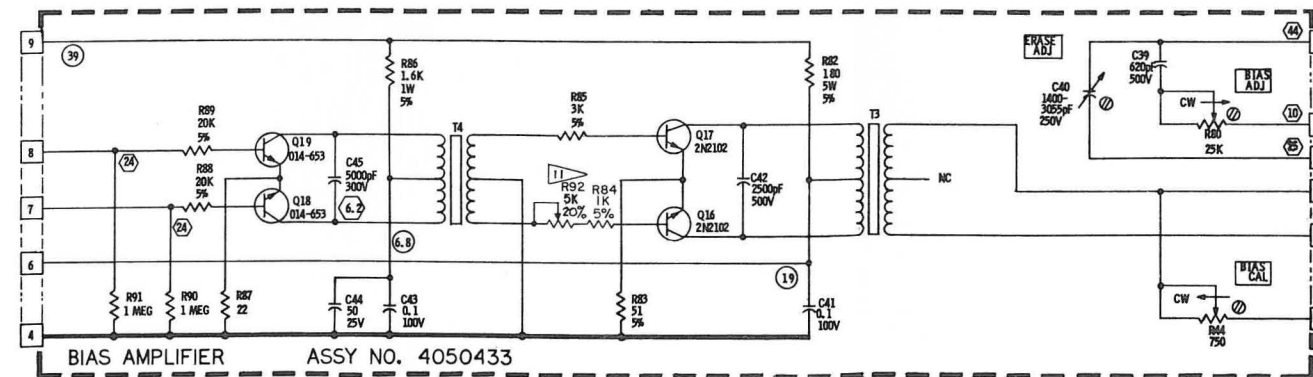 9
39
R86
1.6K
1W
5%
R82
180
5W
5%
ERASE
ADJ
44
C39
620pf
500V
BIAS
ADJ
C40
1400-
3055pf
250V
CW
10
R80
25K
25
R89
20K
5%
Q19
014-653
R85
3K
5%
Q17
2N2102
T4
T3
8
24
C45
5000pF
300V
R88
20K
5%
11
R92
5K
20%
R84
1K
5%
C42
2500pF
500V
NC
7
24
Q18
014-653
6.2
Q16
2N2102
6.8
6
19
BIAS
CAL
R91
1 MEG
R90
1 MEG
R87
22
C44
50
25V
C43
0.1
100V
R83
51
5%
C41
0.1
100V
CW
R44
750
4
BIAS AMPLIFIER ASSY NO. 4050433